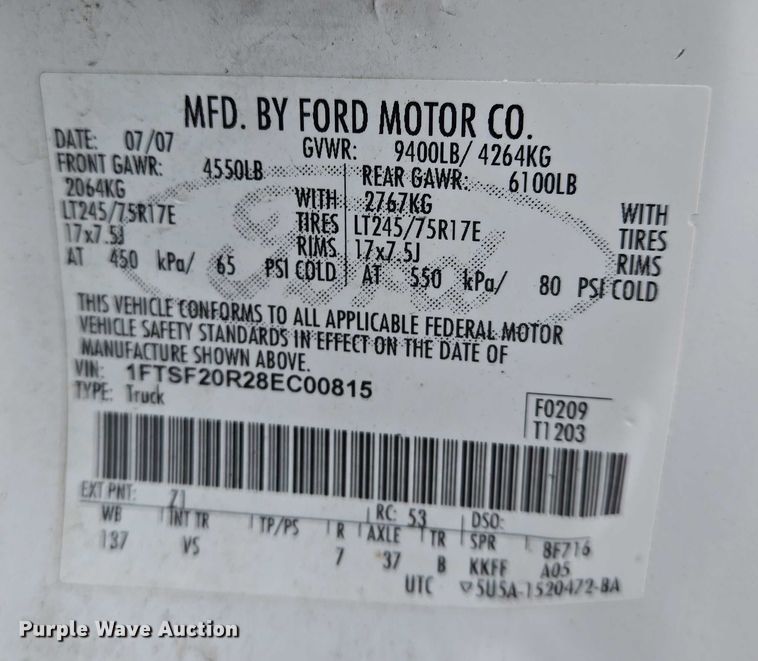 MFD. BY FORD MOTOR CO.
DATE: 07/07 GVWR: 9400LB/ 4264KG
FRONT GAWR: 4550LB REAR GAWR: 6100LB
2064KG WITH 2767KG WITH
LT245/75R17E TIRES LT245/75R17E TIRES
17x7.5J RIMS 17x7.5J RIMS
AT 450 kPa/ 65 PSI COLD AT 550 kPa/ 80 PSI COLD
THIS VEHICLE CONFORMS TO ALL APPLICABLE FEDERAL MOTOR
VEHICLE SAFETY STANDARDS IN EFFECT ON THE DATE OF
MANUFACTURE SHOWN ABOVE.
VIN: 1FTSF20R28EC00815
TYPE: Truck F0209
T1203
Ford
EXT PNT: Z1 RC: 53 DSO:
WB INT TR TP/PS R AXLE TR SPR 8F716
137 VS 7 37 B KKFF A05
UTC 5U5A-1520472-BA
Purple Wave Auction